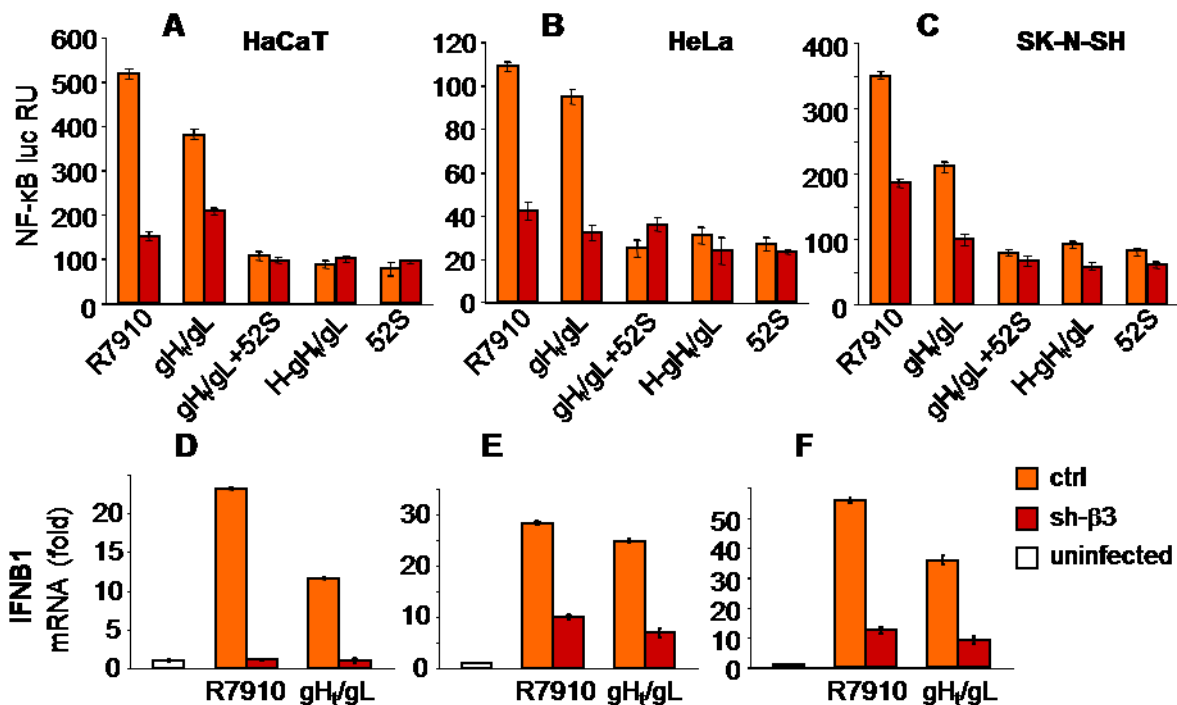 A HaCaT
B HeLa
C SK-N-SH
NF-κB luc RU
600
500
400
300
200
100
0
R7910
gHt/gL
gHt/gL +52S
H-gHt/gL
52S
120
100
80
60
40
20
0
R7910
gHt/gL
gHt/gL +52S
H-gHt/gL
52S
400
300
200
100
0
R7910
gHt/gL
gHt/gL +52S
H-gHt/gL
52S
D
E
F
IFNB1
mRNA (fold)
20
15
10
5
0
R7910 gHt/gL
30
20
10
0
R7910 gHt/gL
50
40
30
20
10
0
R7910 gHt/gL
ctrl
sh-β3
uninfected